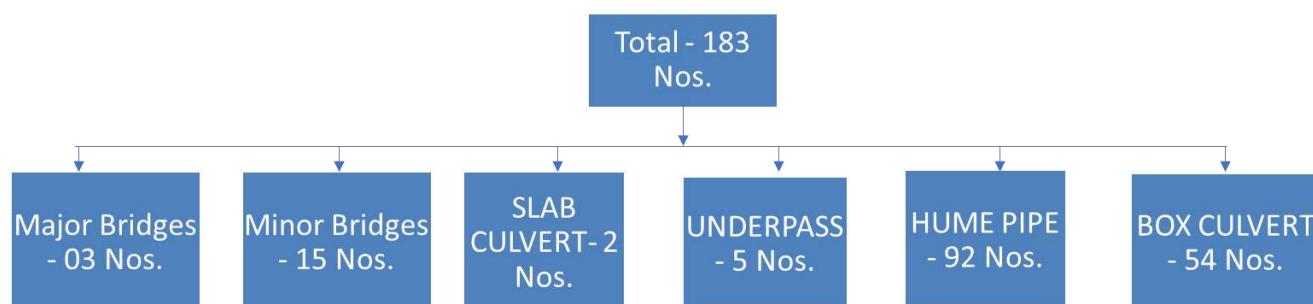 Total - 183
Nos.
Major Bridges
- 03 Nos.
Minor Bridges
- 15 Nos.
SLAB
CULVERT- 2
Nos.
UNDERPASS
- 5 Nos.
HUME PIPE
- 92 Nos.
BOX CULVERT
- 54 Nos.